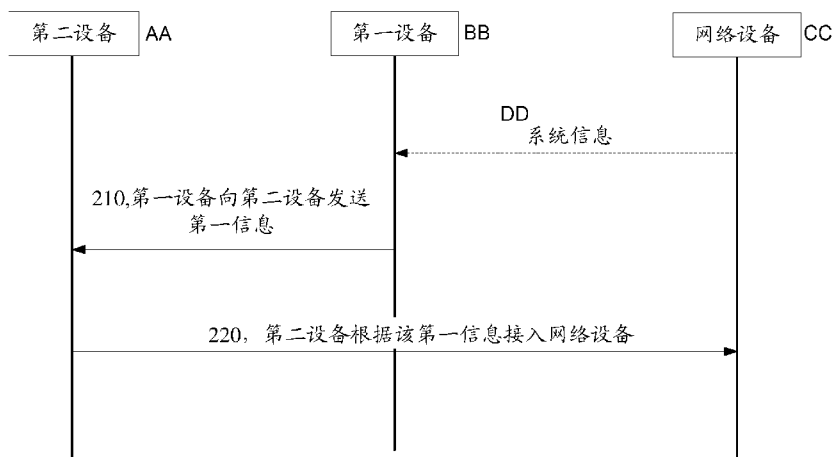 第二设备 AA
第一设备 BB
网络设备 CC
DD
系统信息
210,第一设备向第二设备发送
第一信息
220，第二设备根据该第一信息接入网络设备